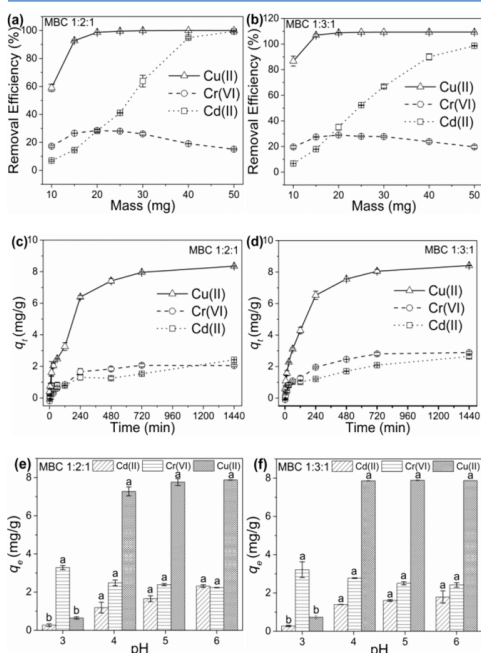 (a) MBC 1:2:1
Removal Efficiency (%)
100
80
60
40
20
0
Cu(II)
Cr(VI)
Cd(II)
10 20 30 40 50
Mass (mg)
(b) MBC 1:3:1
Removal Efficiency (%)
120
100
80
60
40
20
0
Cu(II)
Cr(VI)
Cd(II)
10 20 30 40 50
Mass (mg)
(c) MBC 1:2:1
qt (mg/g)
10
8
6
4
2
0
Cu(II)
Cr(VI)
Cd(II)
0 240 480 720 960 1200 1440
Time (min)
(d) MBC 1:3:1
qt (mg/g)
10
8
6
4
2
0
Cu(II)
Cr(VI)
Cd(II)
0 240 480 720 960 1200 1440
Time (min)
(e) MBC 1:2:1 Cd(II) Cr(VI) Cu(II)
qe (mg/g)
10
8
6
4
2
0
b a b
a a a
a a a
a a a
3 4 5 6
pH
(f) MBC 1:3:1 Cd(II) Cr(VI) Cu(II)
qe (mg/g)
10
8
6
4
2
0
b a b
a a a
a a a
a a a
3 4 5 6
pH